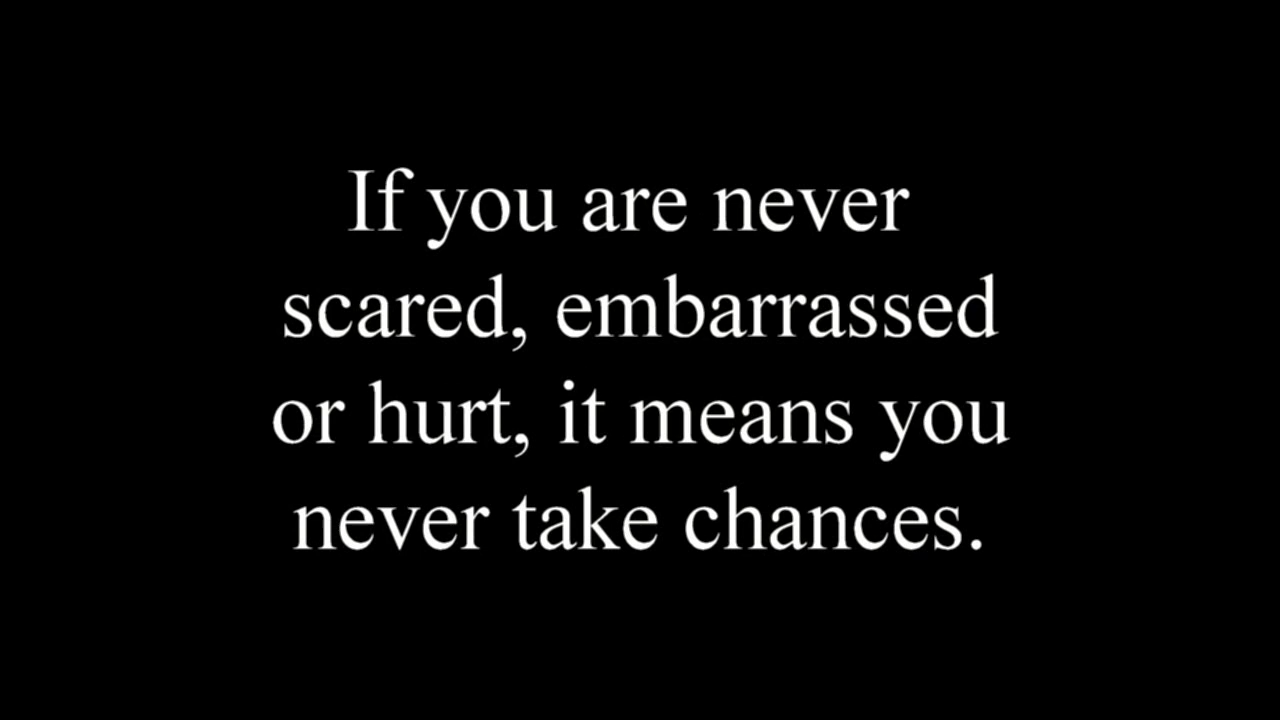 If you are never
scared, embarrassed
or hurt, it means you
never take chances.